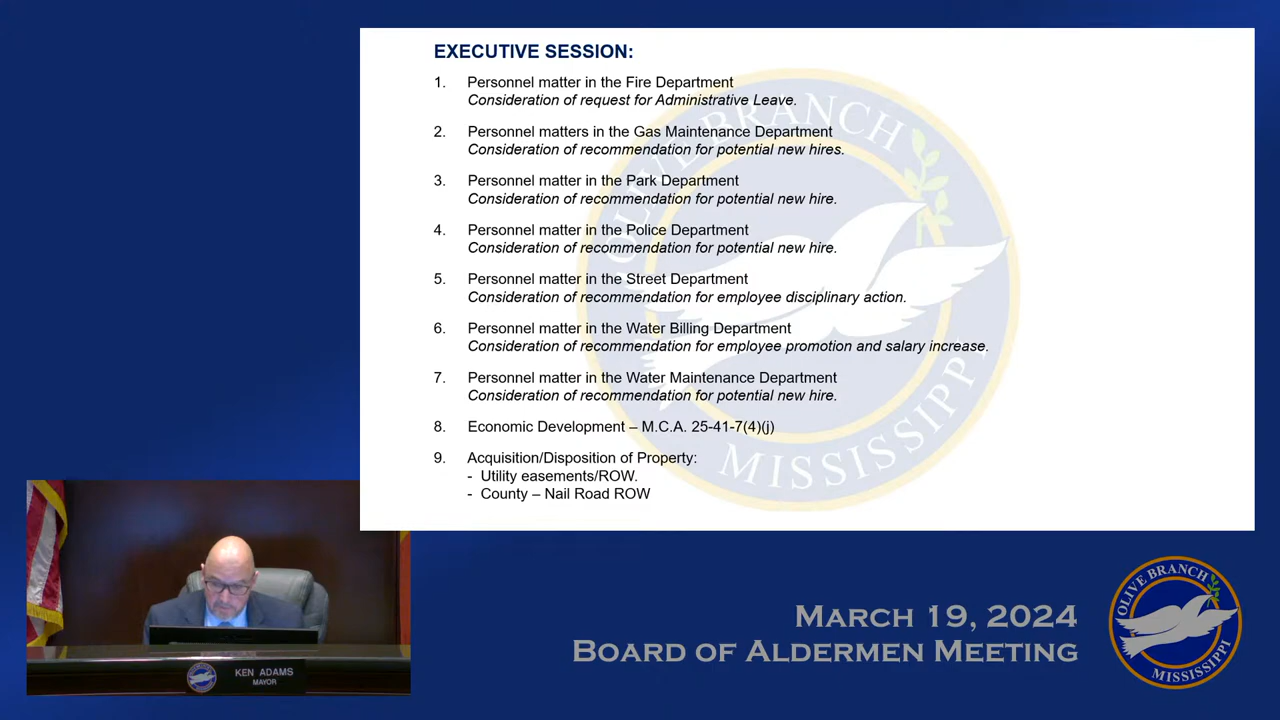 EXECUTIVE SESSION:
1. Personnel matter in the Fire Department
Consideration of request for Administrative Leave.
2. Personnel matters in the Gas Maintenance Department
Consideration of recommendation for potential new hires.
3. Personnel matter in the Park Department
Consideration of recommendation for potential new hire.
4. Personnel matter in the Police Department
Consideration of recommendation for potential new hire.
5. Personnel matter in the Street Department
Consideration of recommendation for employee disciplinary action.
6. Personnel matter in the Water Billing Department
Consideration of recommendation for employee promotion and salary increase.
7. Personnel matter in the Water Maintenance Department
Consideration of recommendation for potential new hire.
8. Economic Development – M.C.A. 25-41-7(4)(j)
9. Acquisition/Disposition of Property:
- Utility easements/ROW.
- County – Nail Road ROW
OLIVE BRANCH
MISSISSIPPI
KEN ADAMS
MAYOR
MARCH 19, 2024
BOARD OF ALDERMEN MEETING
OLIVE BRANCH
MISSISSIPPI